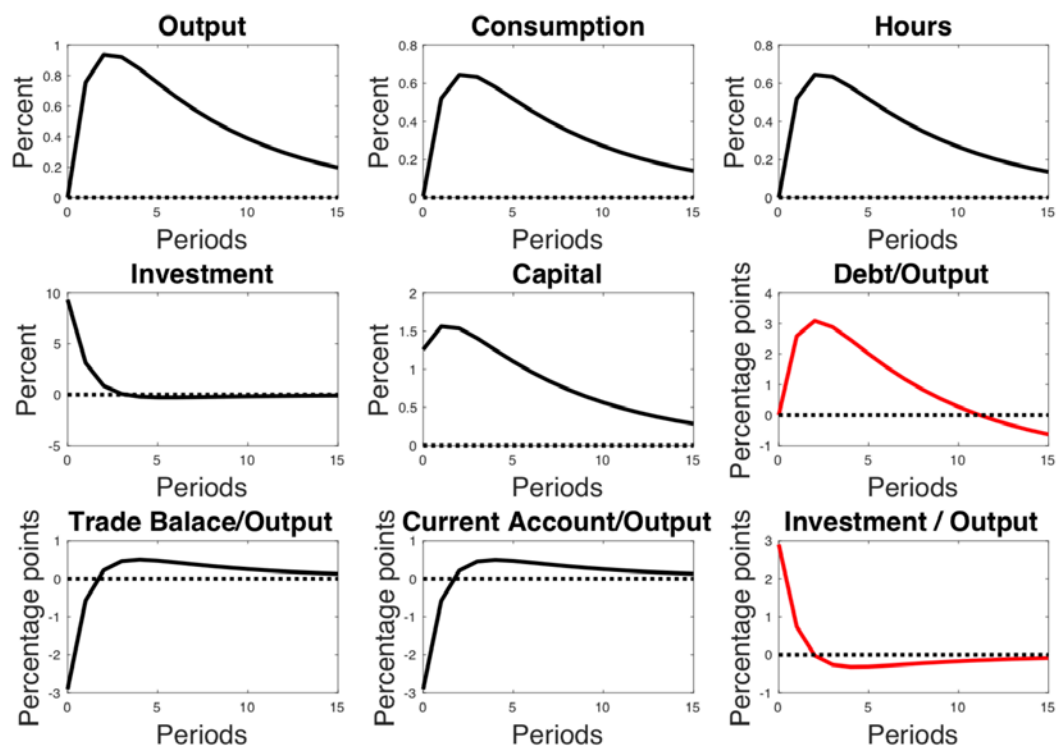 Output
Consumption
Hours
Percent
1
0.8
0.6
0.4
0.2
0
0 5 10 15
Periods
Percent
0.8
0.6
0.4
0.2
0
0 5 10 15
Periods
Percent
0.8
0.6
0.4
0.2
0
0 5 10 15
Periods
Investment
Capital
Debt/Output
Percent
10
5
0
-5
0 5 10 15
Periods
Percent
2
1.5
1
0.5
0
0 5 10 15
Periods
Percentage points
4
3
2
1
0
-1
0 5 10 15
Periods
Trade Balace/Output
Current Account/Output
Investment / Output
Percentage points
1
0
-1
-2
-3
0 5 10 15
Periods
Percentage points
1
0
-1
-2
-3
0 5 10 15
Periods
Percentage points
3
2
1
0
-1
0 5 10 15
Periods